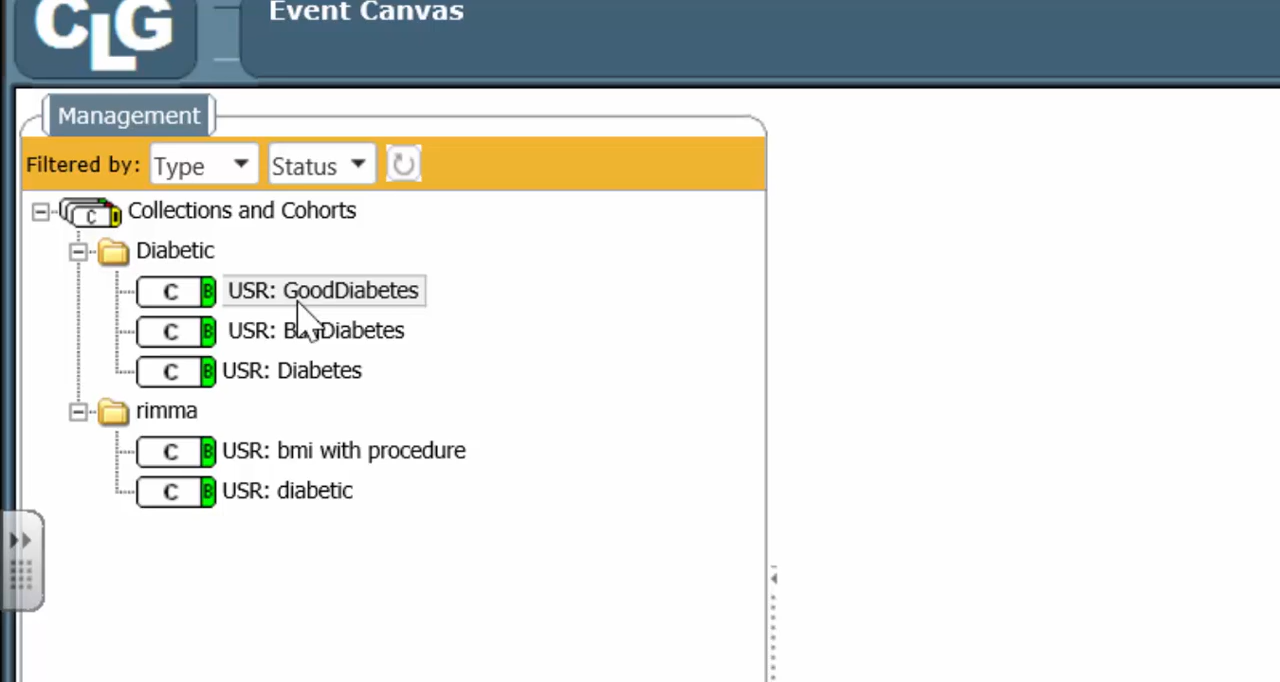 CLG
Event Canvas
Management
Filtered by: Type Status
C Collections and Cohorts
Diabetic
C B USR: GoodDiabetes
C B USR: Diabetes
C B USR: Diabetes
rimma
C B USR: bmi with procedure
C B USR: diabetic